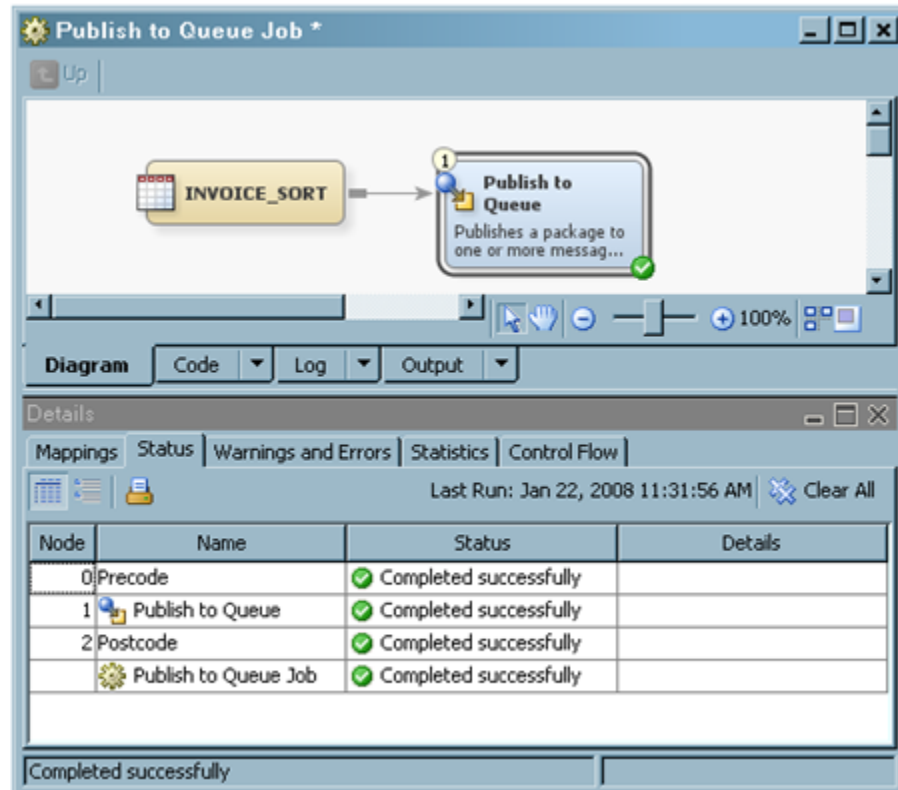 Publish to Queue Job *
Up
1
INVOICE_SORT
Publish to
Queue
Publishes a package to
one or more messag...
100%
Diagram Code Log Output
Details
Mappings Status Warnings and Errors Statistics Control Flow
Last Run: Jan 22, 2008 11:31:56 AM Clear All
Node Name Status Details
0 Precode Completed successfully
1 Publish to Queue Completed successfully
2 Postcode Completed successfully
Publish to Queue Job Completed successfully
Completed successfully